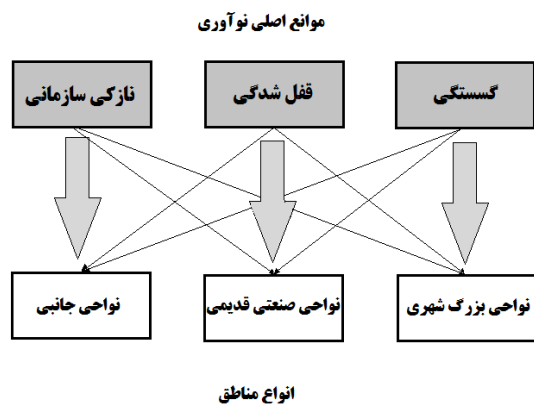 موانع اصلی نوآوری
گسستگی
قفل شدگی
نازکی سازمانی
نواحی بزرگ شهری
نواحی صنعتی قدیمی
نواحی جانبی
انواع مناطق